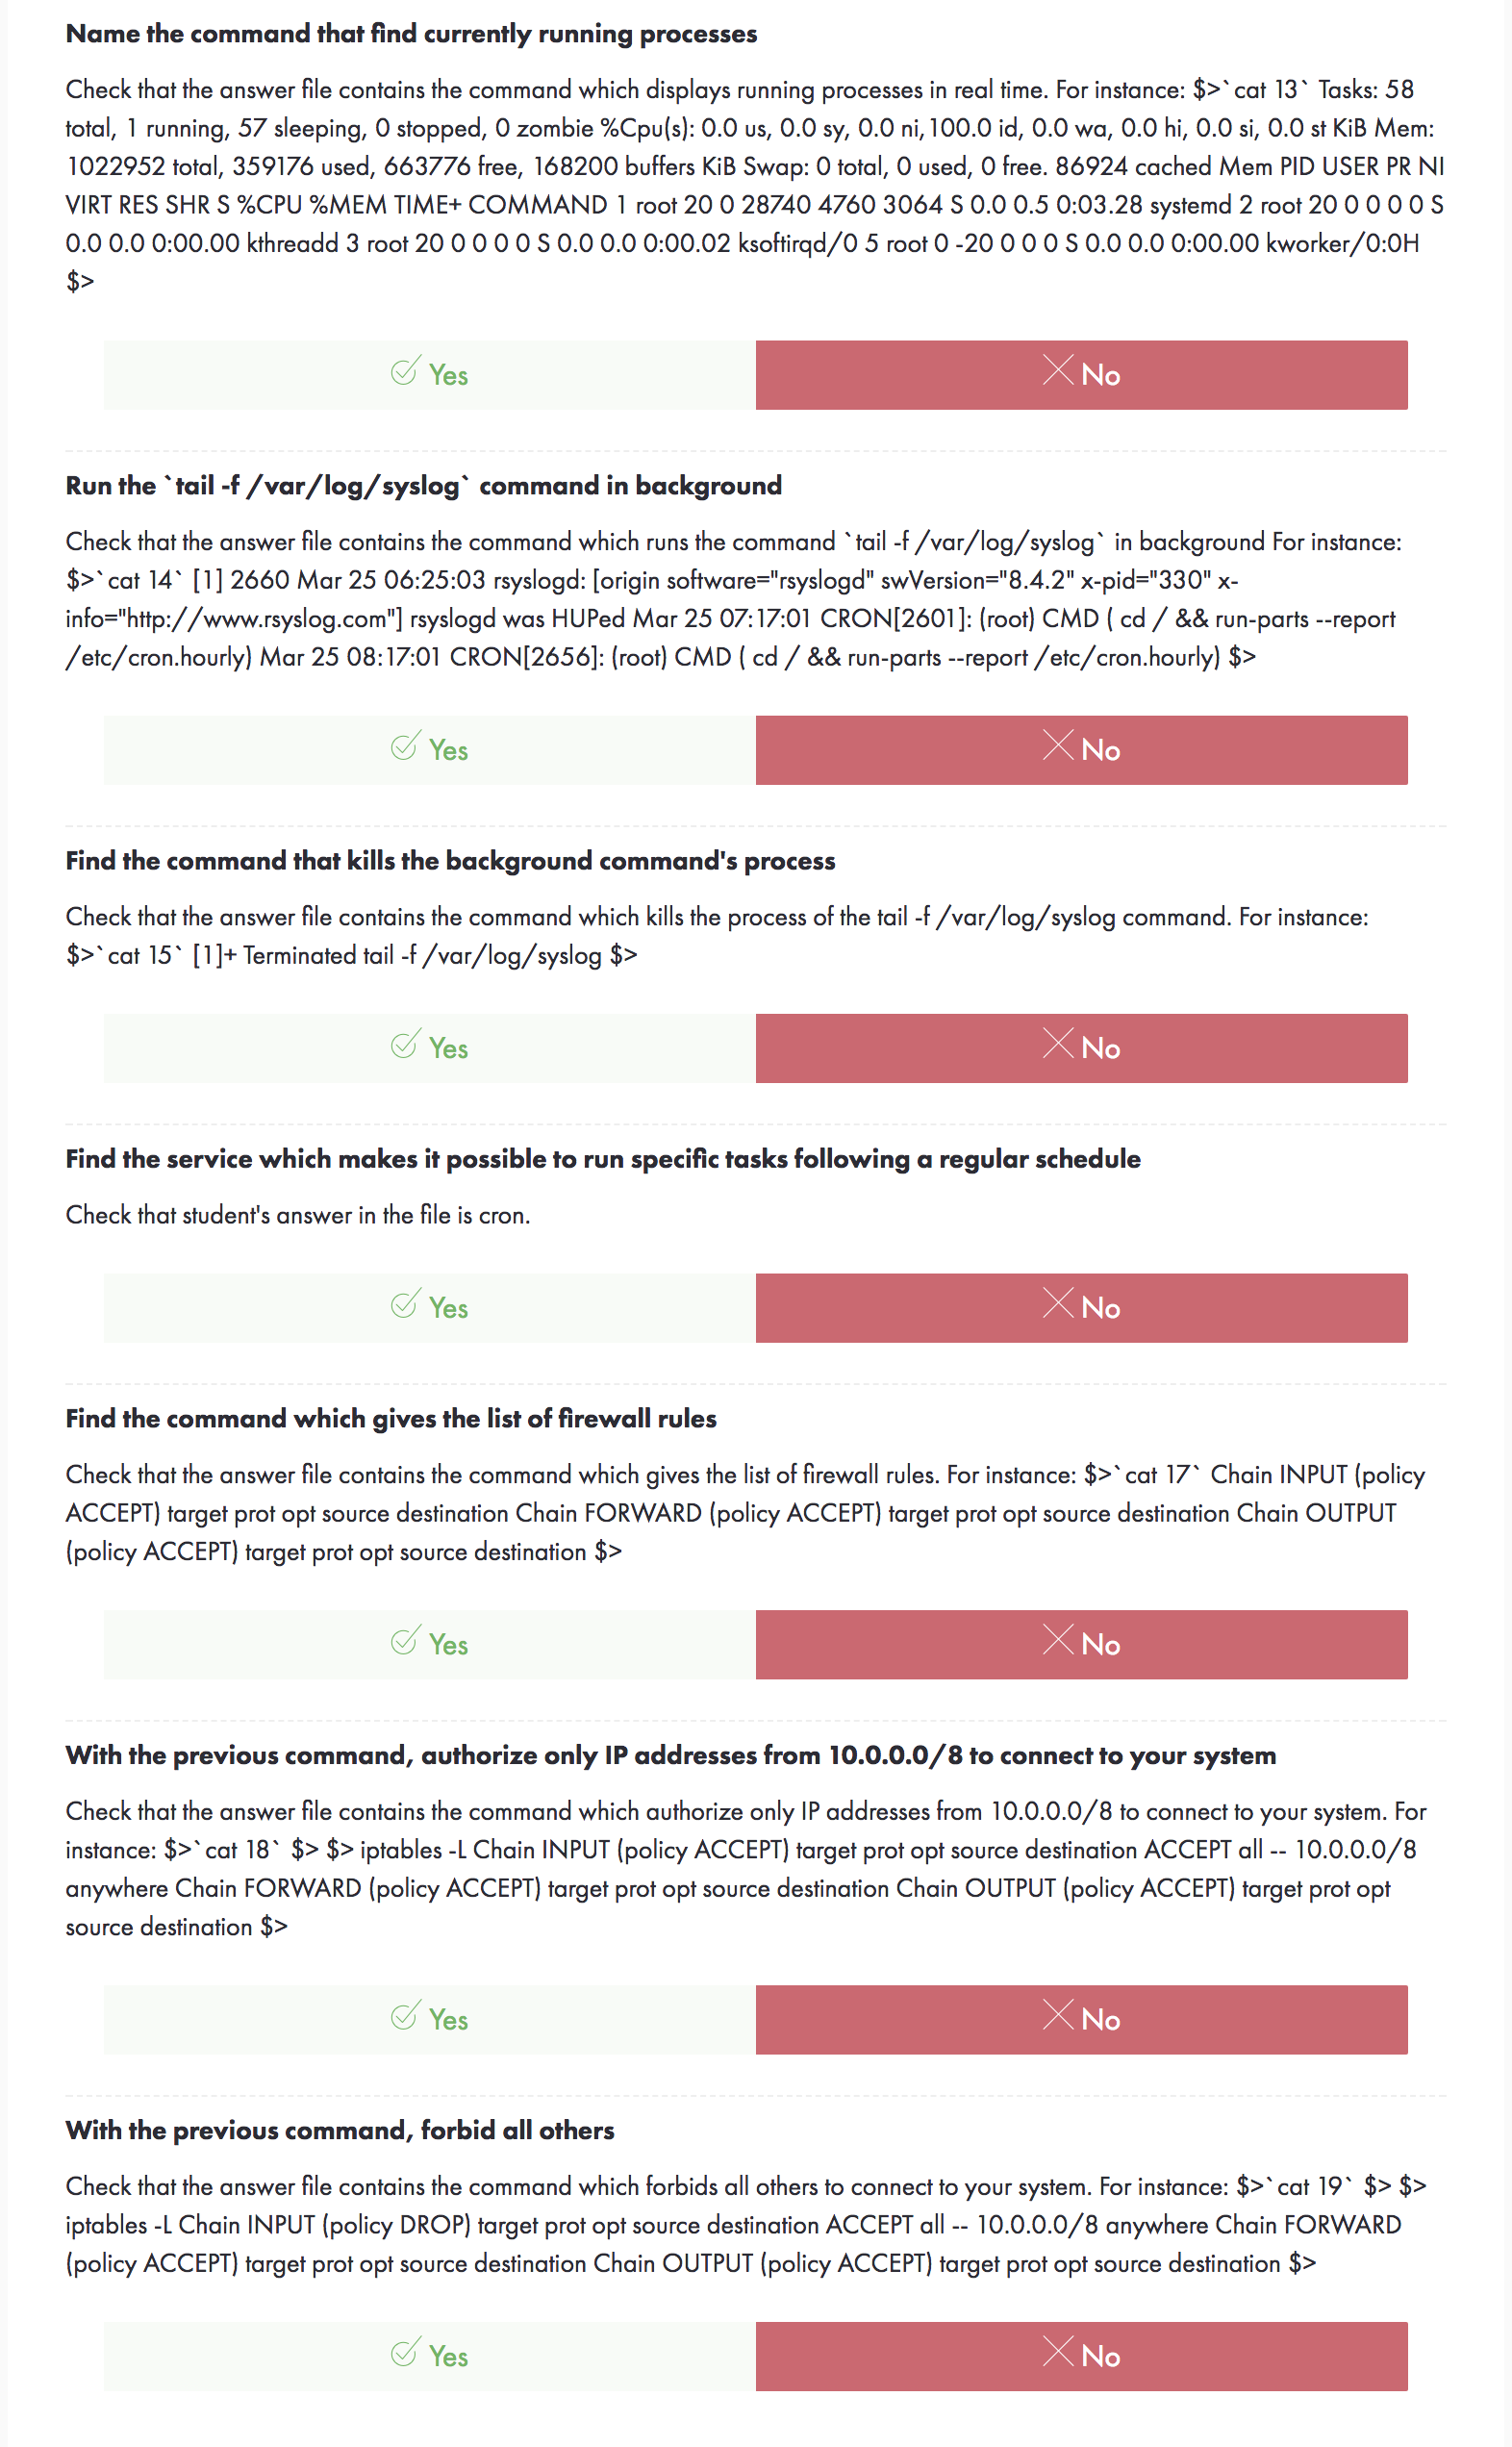 Name the command that find currently running processes
Check that the answer file contains the command which displays running processes in real time. For instance: $>`cat 13` Tasks: 58
total, 1 running, 57 sleeping, 0 stopped, 0 zombie %Cpu(s): 0.0 us, 0.0 sy, 0.0 ni,100.0 id, 0.0 wa, 0.0 hi, 0.0 si, 0.0 st KiB Mem:
1022952 total, 359176 used, 663776 free, 168200 buffers KiB Swap: 0 total, 0 used, 0 free. 86924 cached Mem PID USER PR NI
VIRT RES SHR S %CPU %MEM TIME+ COMMAND 1 root 20 0 28740 4760 3064 S 0.0 0.5 0:03.28 systemd 2 root 20 0 0 0 0 S
0.0 0.0 0:00.00 kthreadd 3 root 20 0 0 0 0 S 0.0 0.0 0:00.02 ksoftirqd/0 5 root 0 -20 0 0 0 S 0.0 0.0 0:00.00 kworker/0:0H
$>
Yes No
Run the `tail -f /var/log/syslog` command in background
Check that the answer file contains the command which runs the command `tail -f /var/log/syslog` in background For instance:
$>`cat 14` [1] 2660 Mar 25 06:25:03 rsyslogd: [origin software="rsyslogd" swVersion="8.4.2" x-pid="330" x-
info="http://www.rsyslog.com"] rsyslogd was HUPed Mar 25 07:17:01 CRON[2601]: (root) CMD ( cd / && run-parts --report
/etc/cron.hourly) Mar 25 08:17:01 CRON[2656]: (root) CMD ( cd / && run-parts --report /etc/cron.hourly) $>
Yes No
Find the command that kills the background command's process
Check that the answer file contains the command which kills the process of the tail -f /var/log/syslog command. For instance:
$>`cat 15` [1]+ Terminated tail -f /var/log/syslog $>
Yes No
Find the service which makes it possible to run specific tasks following a regular schedule
Check that student's answer in the file is cron.
Yes No
Find the command which gives the list of firewall rules
Check that the answer file contains the command which gives the list of firewall rules. For instance: $>`cat 17` Chain INPUT (policy
ACCEPT) target prot opt source destination Chain FORWARD (policy ACCEPT) target prot opt source destination Chain OUTPUT
(policy ACCEPT) target prot opt source destination $>
Yes No
With the previous command, authorize only IP addresses from 10.0.0.0/8 to connect to your system
Check that the answer file contains the command which authorize only IP addresses from 10.0.0.0/8 to connect to your system. For
instance: $>`cat 18` $> $> iptables -L Chain INPUT (policy ACCEPT) target prot opt source destination ACCEPT all -- 10.0.0.0/8
anywhere Chain FORWARD (policy ACCEPT) target prot opt source destination Chain OUTPUT (policy ACCEPT) target prot opt
source destination $>
Yes No
With the previous command, forbid all others
Check that the answer file contains the command which forbids all others to connect to your system. For instance: $>`cat 19` $> $>
iptables -L Chain INPUT (policy DROP) target prot opt source destination ACCEPT all -- 10.0.0.0/8 anywhere Chain FORWARD
(policy ACCEPT) target prot opt source destination Chain OUTPUT (policy ACCEPT) target prot opt source destination $>
Yes No